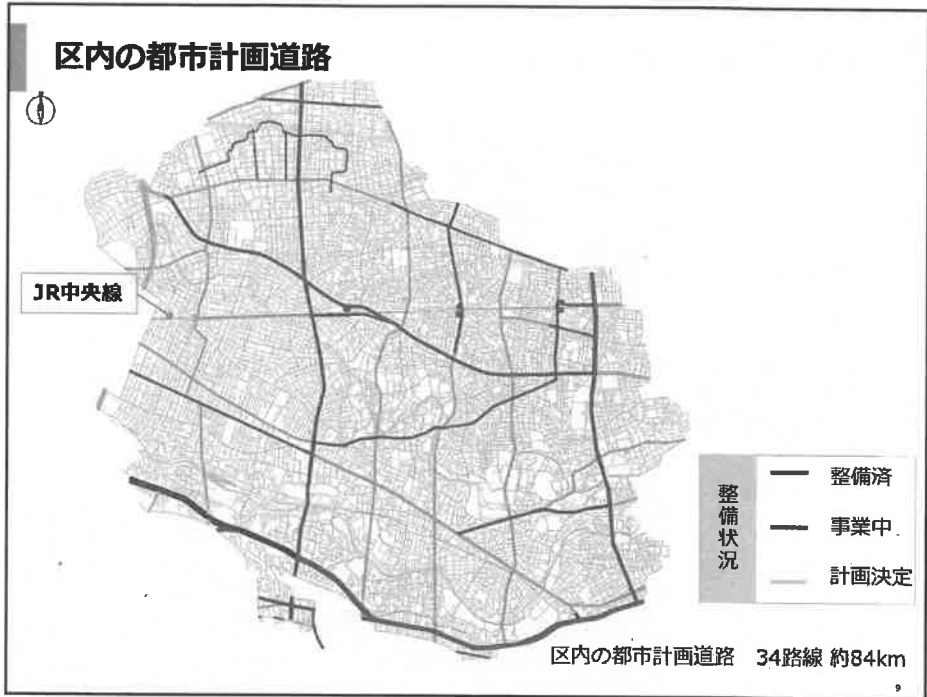 区内の都市計画道路
JR中央線
整備状況
整備済
事業中
計画決定
区内の都市計画道路 34路線 約84km
9